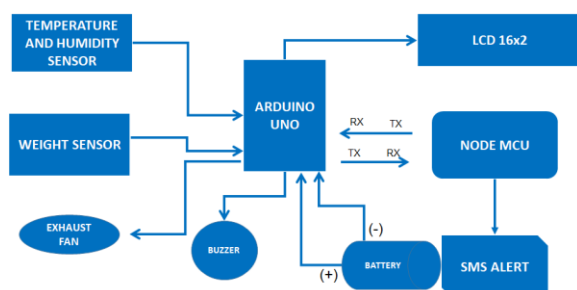 TEMPERATURE
AND HUMIDITY
SENSOR
LCD 16x2
ARDUINO
UNO
RX TX
TX RX
WEIGHT SENSOR
NODE MCU
EXHAUST
FAN
BUZZER
(-)
(+)
BATTERY
SMS ALERT